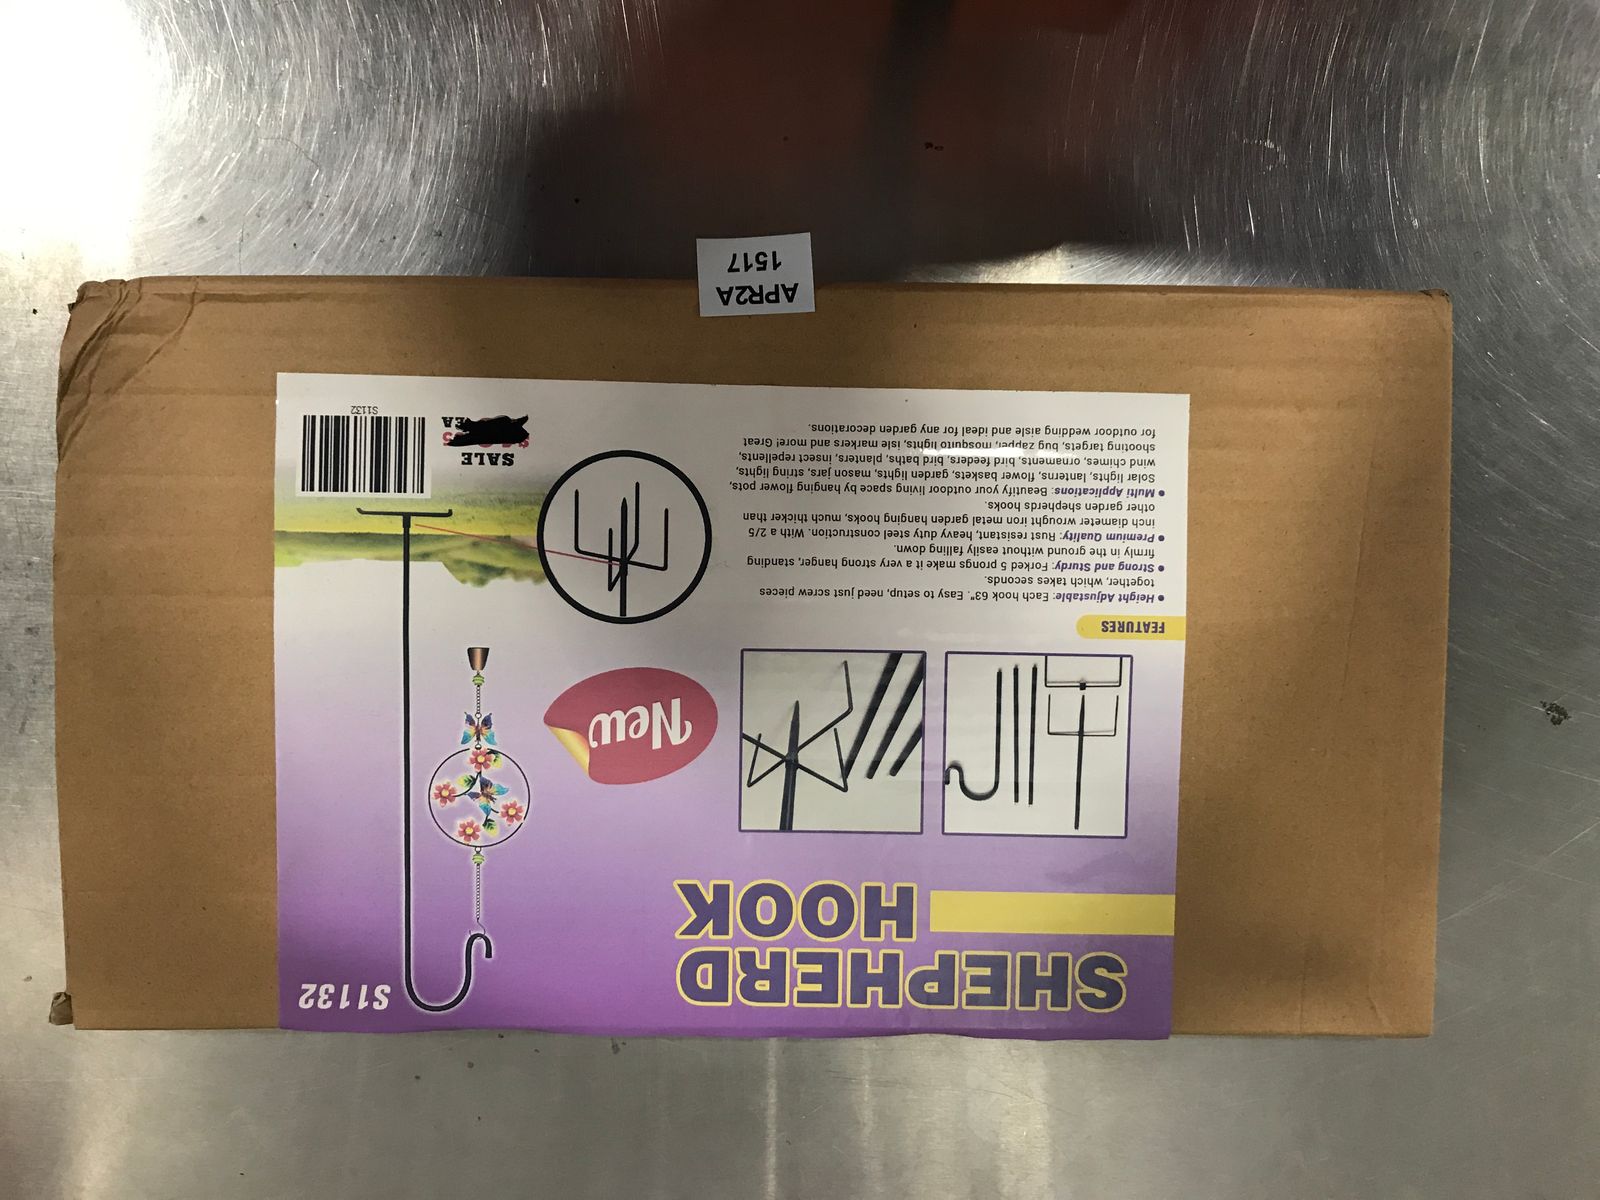 SHEPHERD
HOOK
S1132
New
FEATURES
• Height Adjustable: Each hook 63". Easy to setup, need just screw pieces
together, which takes seconds.
• Strong and Sturdy: Forked 5 prongs make it a very strong hanger, standing
firmly in the ground without easily falling down.
• Premium Quality: Rust resistant, heavy duty steel construction. With a 2/5
inch diameter wrought iron metal garden hanging hooks, much thicker than
other garden shepherds hooks.
• Multi Applications: Beautify your outdoor living space by hanging flower pots,
Solar lights, lanterns, flower baskets, garden lights, mason jars, string lights,
wind chimes, ornaments, bird feeders, bird baths, planters, insect repellents,
shooting targets, bug zapper, mosquito lights, isle markers and more! Great
for outdoor wedding aisle and ideal for any garden decorations.
SALE
EA
S1132
APR2A
1517